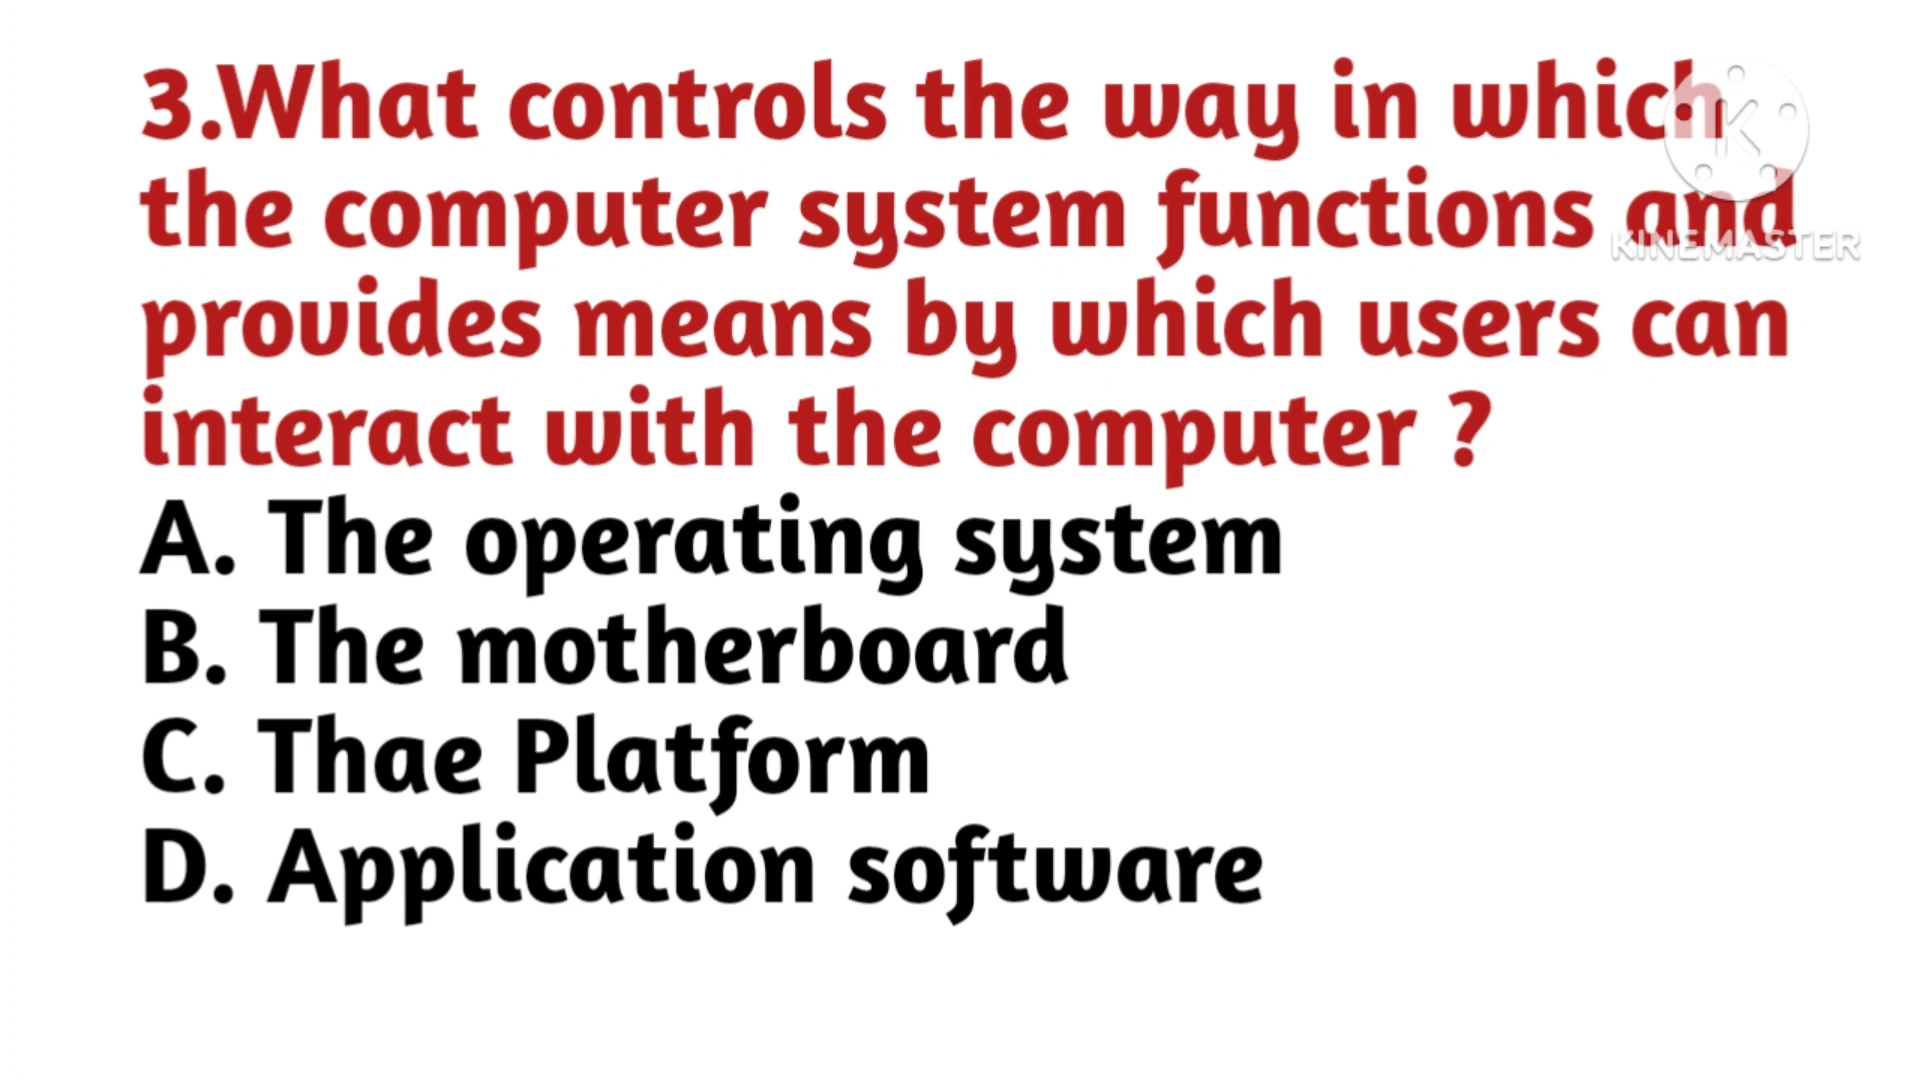 3.What controls the way in which
the computer system functions and
provides means by which users can
interact with the computer ?
A. The operating system
B. The motherboard
C. Thae Platform
D. Application software
K
KINEMASTER